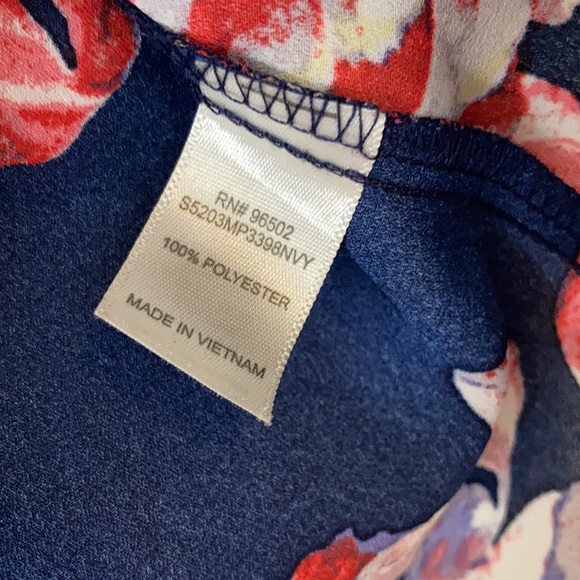 RN# 96502
S5203MP3398NVY
100% POLYESTER
MADE IN VIETNAM